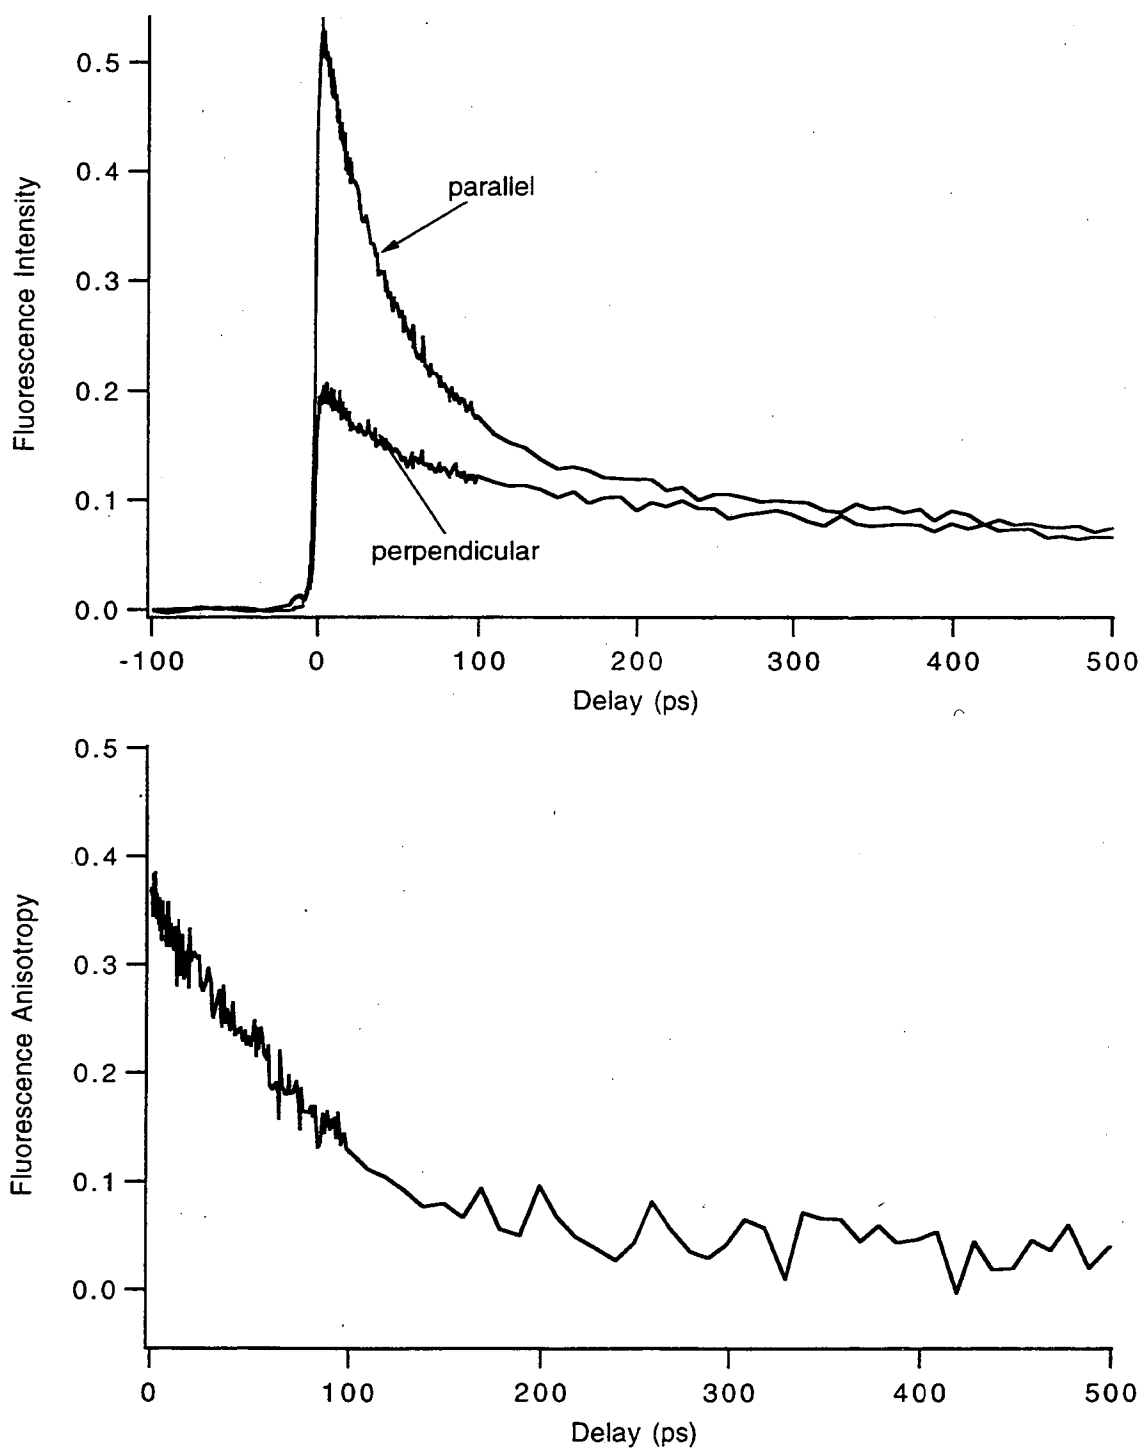 0.5
0.4
0.3
0.2
0.1
0.0
Fluorescence Intensity
parallel
perpendicular
-100 0 100 200 300 400 500
Delay (ps)
0.5
0.4
0.3
0.2
0.1
0.0
Fluorescence Anisotropy
0 100 200 300 400 500
Delay (ps)